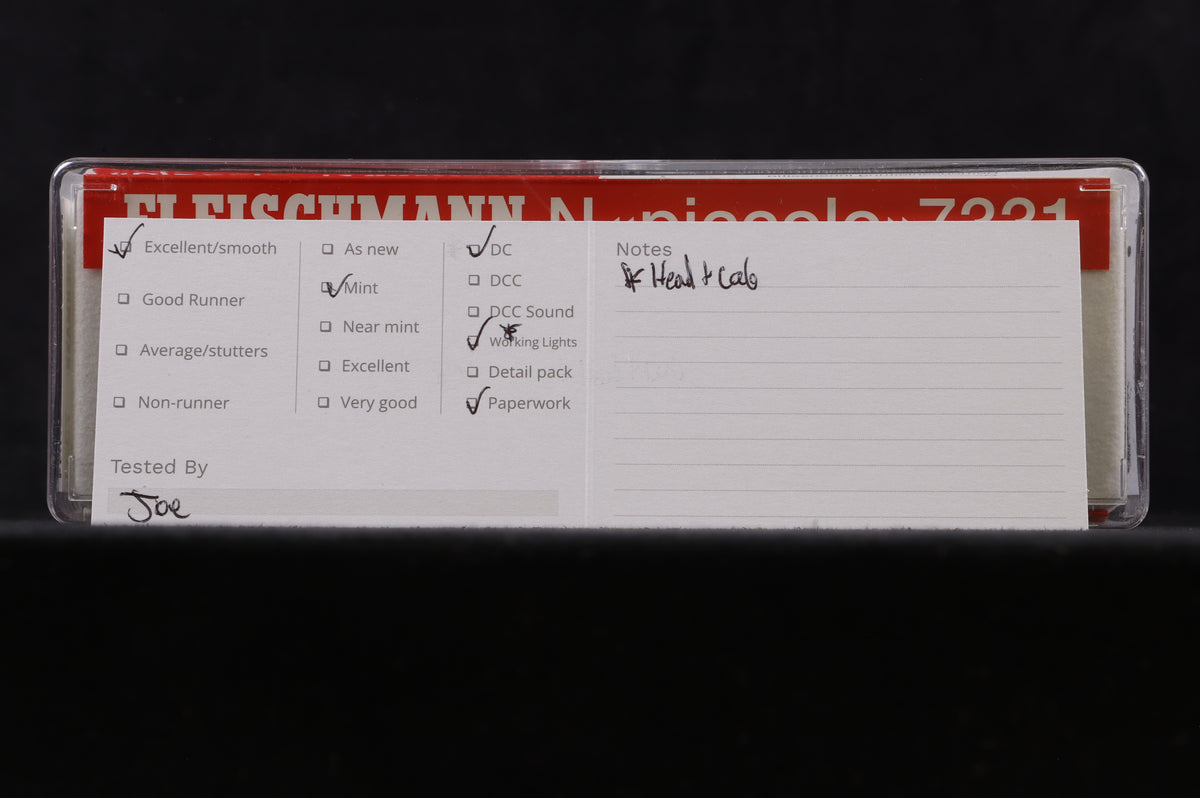 FLEISCHMANN N «piccolo» 7331
Excellent/smooth
Good Runner
Average/stutters
Non-runner
As new
Mint
Near mint
Excellent
Very good
DC
DCC
DCC Sound
*
Working Lights
Detail pack
Paperwork
Tested By
Joe
Notes
* Head + Cab